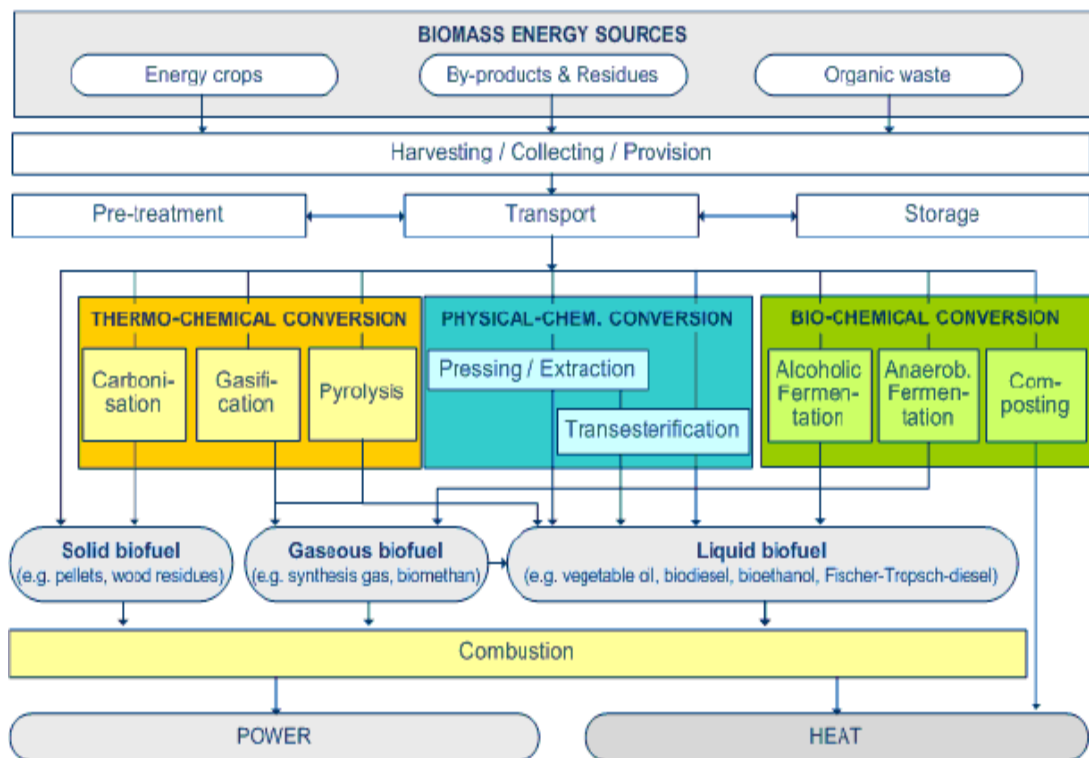 BIOMASS ENERGY SOURCES
Energy crops
By-products & Residues
Organic waste
Harvesting / Collecting / Provision
Pre-treatment
Transport
Storage
THERMO-CHEMICAL CONVERSION
PHYSICAL-CHEM. CONVERSION
BIO-CHEMICAL CONVERSION
Carboni-
sation
Gasifi-
cation
Pyrolysis
Pressing / Extraction
Transesterification
Alcoholic
Fermen-
tation
Anaerob.
Fermen-
tation
Com-
posting
Solid biofuel
(e.g. pellets, wood residues)
Gaseous biofuel
(e.g. synthesis gas, biomethan)
Liquid biofuel
(e.g. vegetable oil, biodiesel, bioethanol, Fischer-Tropsch-diesel)
Combustion
POWER
HEAT